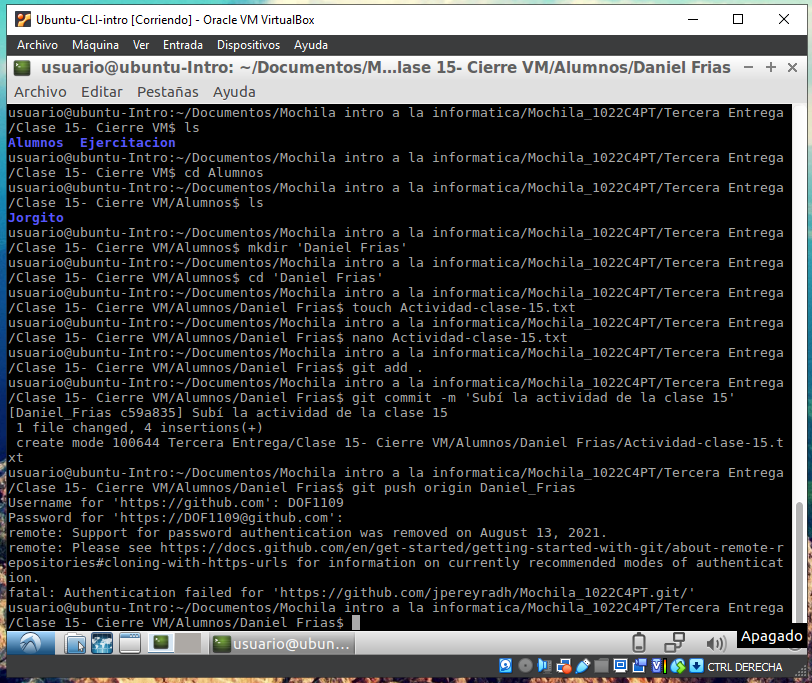 Ubuntu-CLI-intro [Corriendo] - Oracle VM VirtualBox
Archivo Máquina Ver Entrada Dispositivos Ayuda
usuario@ubuntu-Intro: ~/Documentos/M...lase 15- Cierre VM/Alumnos/Daniel Frias
Archivo Editar Pestañas Ayuda
usuario@ubuntu-Intro:~/Documentos/Mochila intro a la informatica/Mochila_1022C4PT/Tercera Entrega
/Clase 15- Cierre VM$ ls
Alumnos Ejercitacion
usuario@ubuntu-Intro:~/Documentos/Mochila intro a la informatica/Mochila_1022C4PT/Tercera Entrega
/Clase 15- Cierre VM$ cd Alumnos
usuario@ubuntu-Intro:~/Documentos/Mochila intro a la informatica/Mochila_1022C4PT/Tercera Entrega
/Clase 15- Cierre VM/Alumnos$ ls
Jorgito
usuario@ubuntu-Intro:~/Documentos/Mochila intro a la informatica/Mochila_1022C4PT/Tercera Entrega
/Clase 15- Cierre VM/Alumnos$ mkdir 'Daniel Frias'
usuario@ubuntu-Intro:~/Documentos/Mochila intro a la informatica/Mochila_1022C4PT/Tercera Entrega
/Clase 15- Cierre VM/Alumnos$ cd 'Daniel Frias'
usuario@ubuntu-Intro:~/Documentos/Mochila intro a la informatica/Mochila_1022C4PT/Tercera Entrega
/Clase 15- Cierre VM/Alumnos/Daniel Frias$ touch Actividad-clase-15.txt
usuario@ubuntu-Intro:~/Documentos/Mochila intro a la informatica/Mochila_1022C4PT/Tercera Entrega
/Clase 15- Cierre VM/Alumnos/Daniel Frias$ nano Actividad-clase-15.txt
usuario@ubuntu-Intro:~/Documentos/Mochila intro a la informatica/Mochila_1022C4PT/Tercera Entrega
/Clase 15- Cierre VM/Alumnos/Daniel Frias$ git add .
usuario@ubuntu-Intro:~/Documentos/Mochila intro a la informatica/Mochila_1022C4PT/Tercera Entrega
/Clase 15- Cierre VM/Alumnos/Daniel Frias$ git commit -m 'Subí la actividad de la clase 15'
[Daniel_Frias c59a835] Subí la actividad de la clase 15
1 file changed, 4 insertions(+)
create mode 100644 Tercera Entrega/Clase 15- Cierre VM/Alumnos/Daniel Frias/Actividad-clase-15.t
xt
usuario@ubuntu-Intro:~/Documentos/Mochila intro a la informatica/Mochila_1022C4PT/Tercera Entrega
/Clase 15- Cierre VM/Alumnos/Daniel Frias$ git push origin Daniel_Frias
Username for 'https://github.com': DOF1109
Password for 'https://DOF1109@github.com':
remote: Support for password authentication was removed on August 13, 2021.
remote: Please see https://docs.github.com/en/get-started/getting-started-with-git/about-remote-r
epositories#cloning-with-https-urls for information on currently recommended modes of authenticat
ion.
fatal: Authentication failed for 'https://github.com/jpereyradh/Mochila_1022C4PT.git/'
usuario@ubuntu-Intro:~/Documentos/Mochila intro a la informatica/Mochila_1022C4PT/Tercera Entrega
/Clase 15- Cierre VM/Alumnos/Daniel Frias$
usuario@ubun...
Apagado
CTRL DERECHA